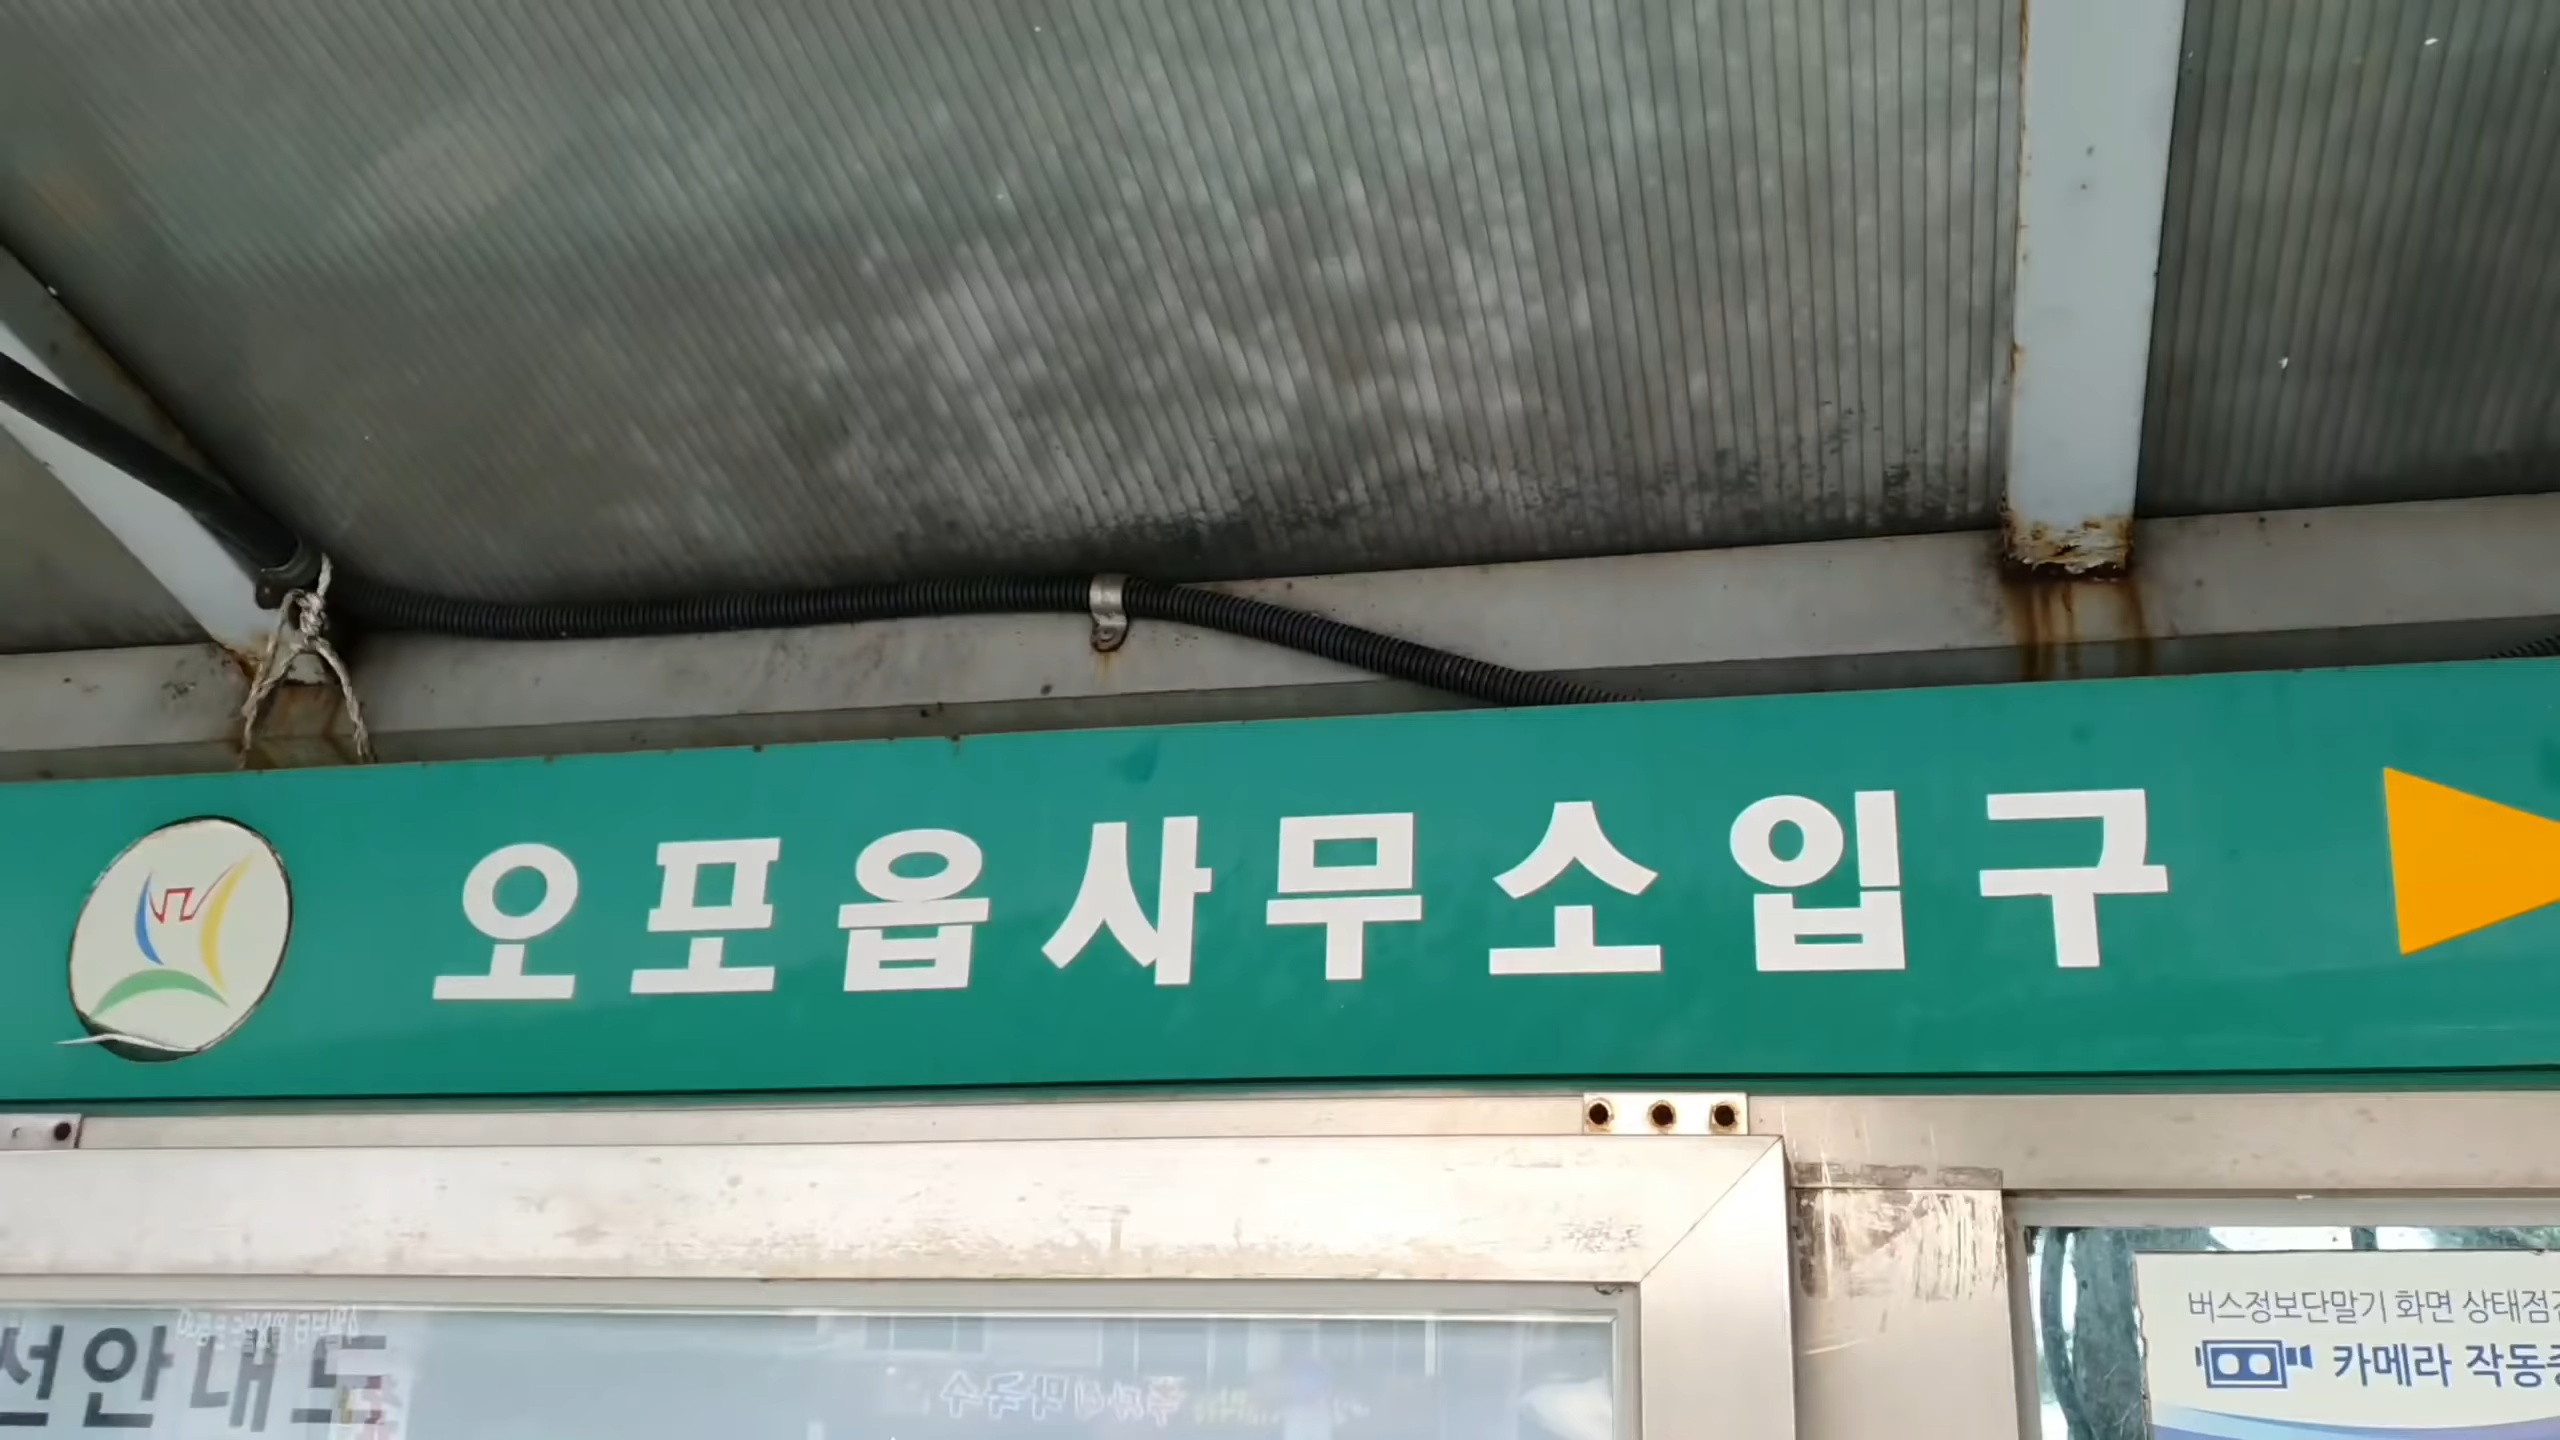 오포읍사무소입구
버스정보단말기 화면 상태점
카메라 작동
선안내도